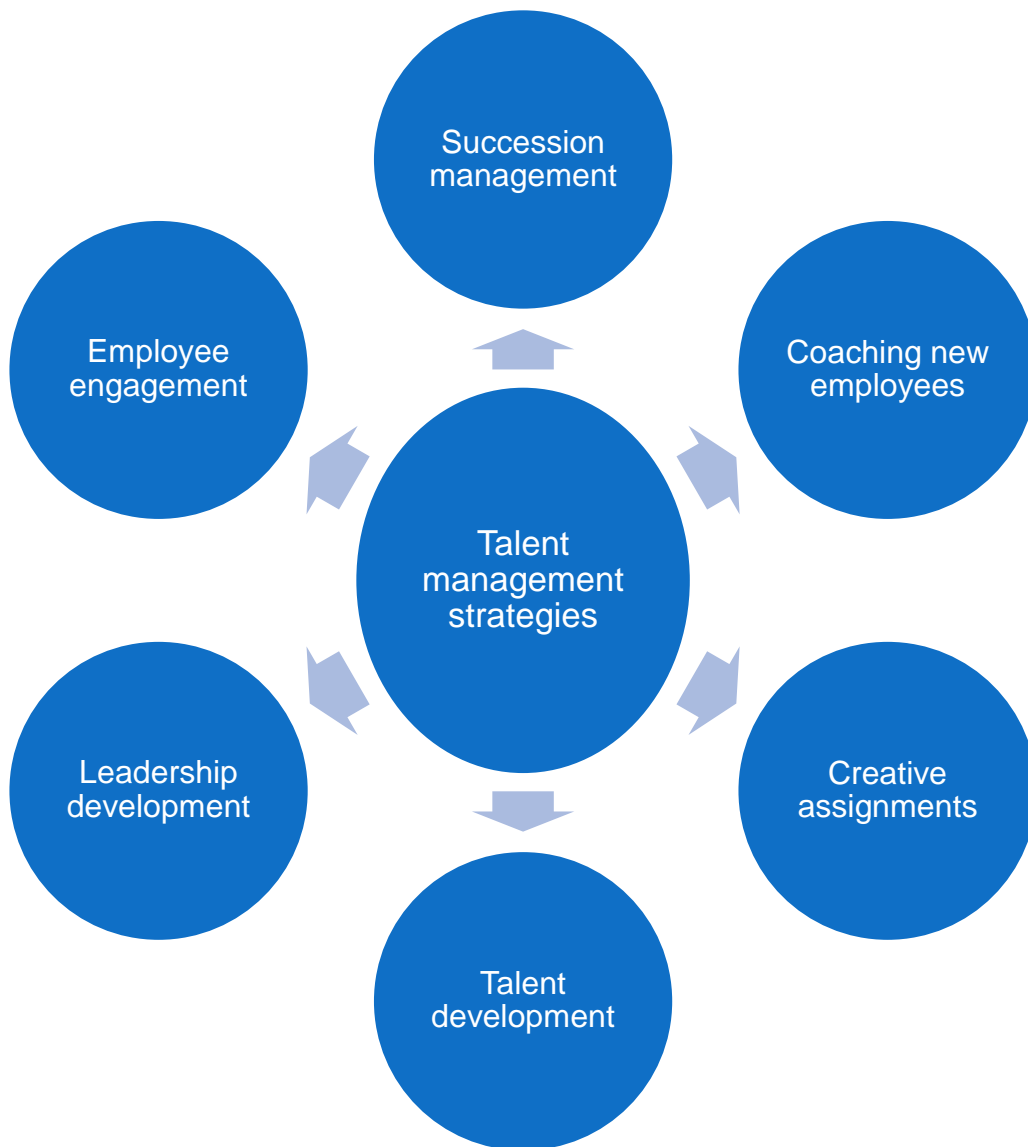 Succession
management
Employee
engagement
Coaching new
employees
Talent
management
strategies
Leadership
development
Creative
assignments
Talent
development